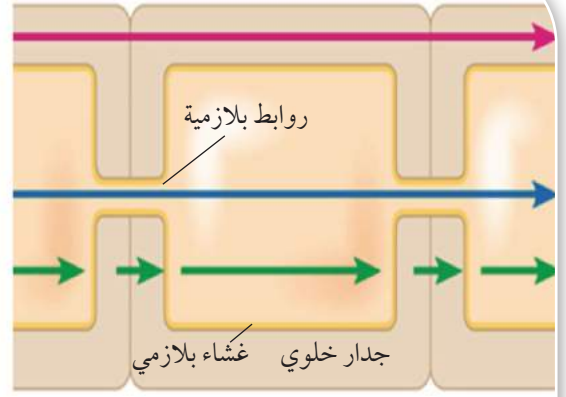 روابط بلازمية
جدار خلوي
غشاء بلازمي